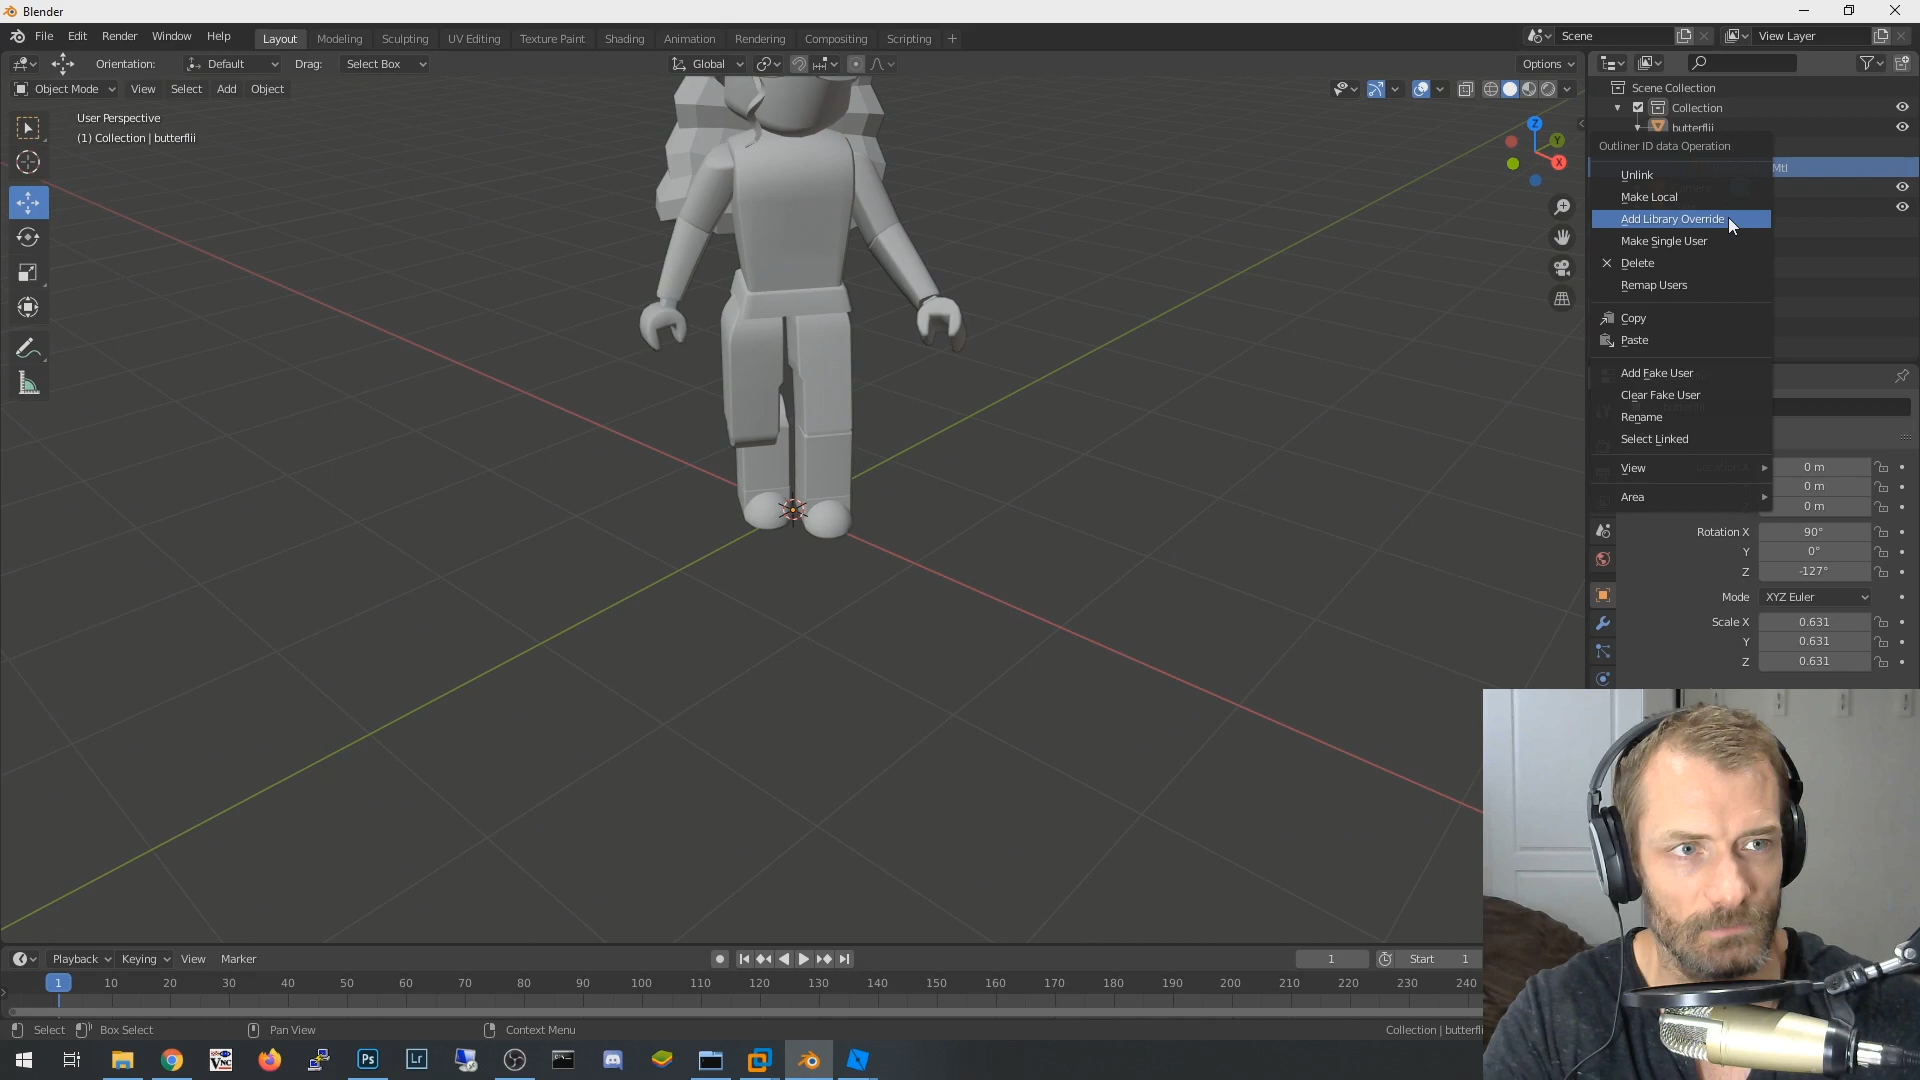 Blender
File Edit Render Window Help Layout Modeling Sculpting UV Editing Texture Paint Shading Animation Rendering Compositing Scripting + Scene View Layer
Orientation: Default Drag: Select Box Global Options
Object Mode View Select Add Object
User Perspective
(1) Collection | butterflii
Z
Y
X
Scene Collection
Collection
butterflii
Mtl
Outliner ID data Operation
Unlink
Make Local
Add Library Override
Make Single User
Delete
Remap Users
Copy
Paste
Add Fake User
Clear Fake User
Rename
Select Linked
View
Area
0 m
0 m
0 m
Rotation X 90°
Y 0°
Z -127°
Mode XYZ Euler
Scale X 0.631
Y 0.631
Z 0.631
Playback Keying View Marker 1 Start 1
1 10 20 30 40 50 60 70 80 90 100 110 120 130 140 150 160 170 180 190 200 210 220 230 240
Select Box Select Pan View Context Menu Collection | butterfli
VNC Ps Lr